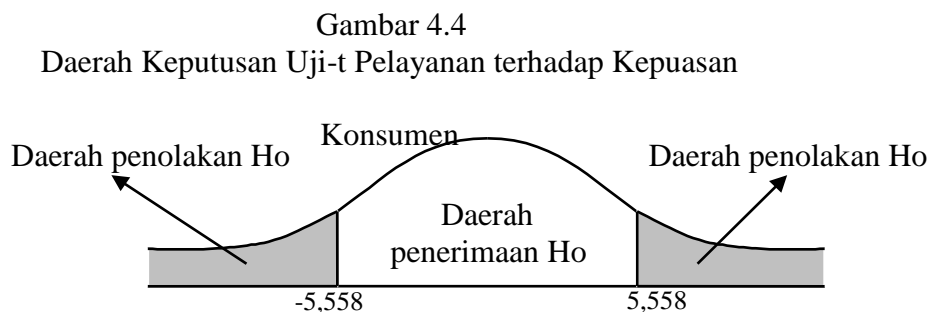 Gambar 4.4
Daerah Keputusan Uji-t Pelayanan terhadap Kepuasan
Konsumen
Daerah penolakan Ho
Daerah penolakan Ho
Daerah
penerimaan Ho
-5,558
5,558